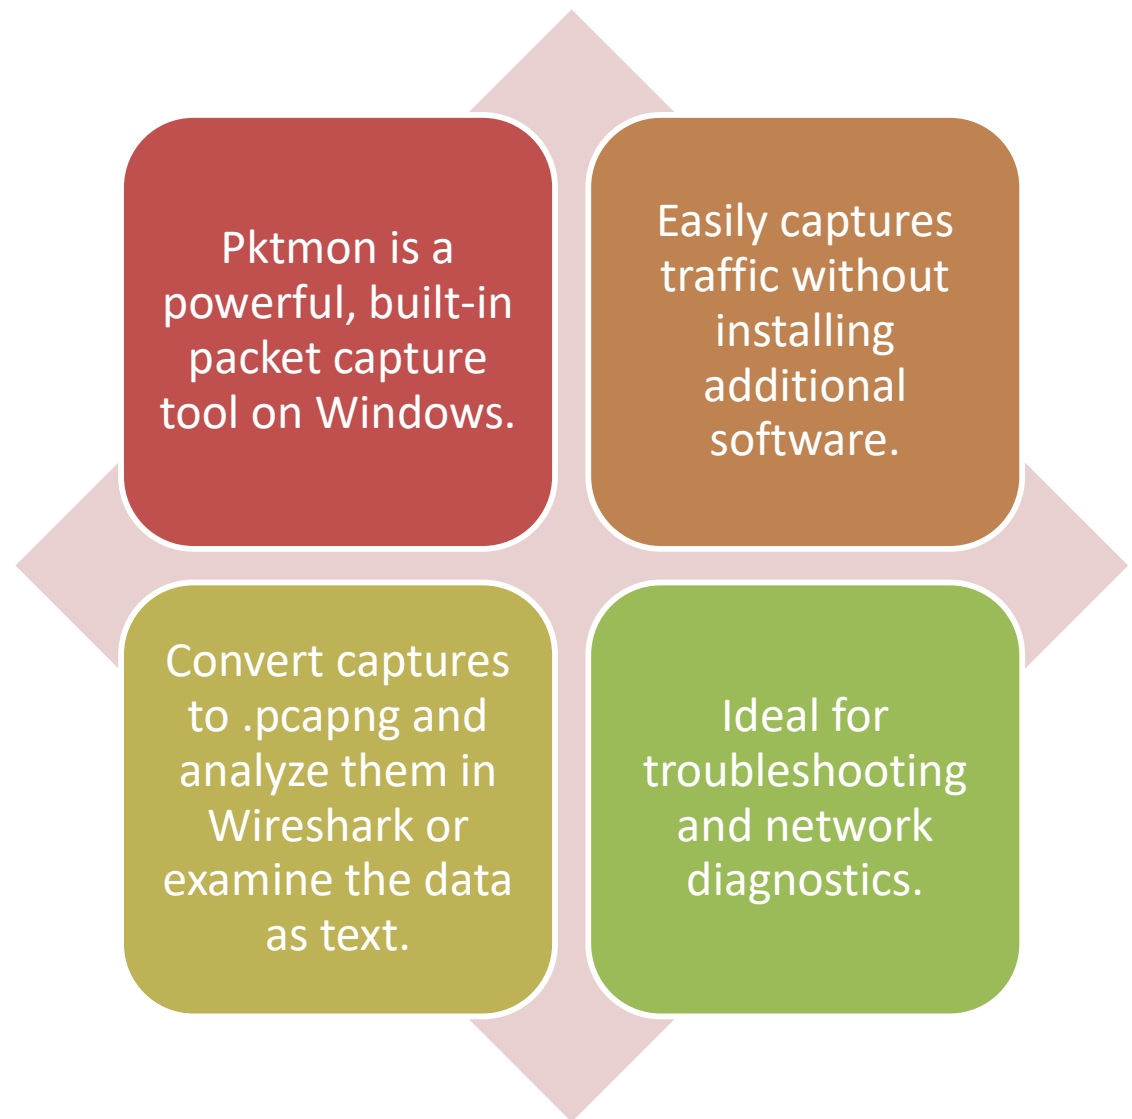 Pktmon is a
powerful, built-in
packet capture
tool on Windows.
Easily captures
traffic without
installing
additional
software.
Convert captures
to .pcapng and
analyze them in
Wireshark or
examine the data
as text.
Ideal for
troubleshooting
and network
diagnostics.